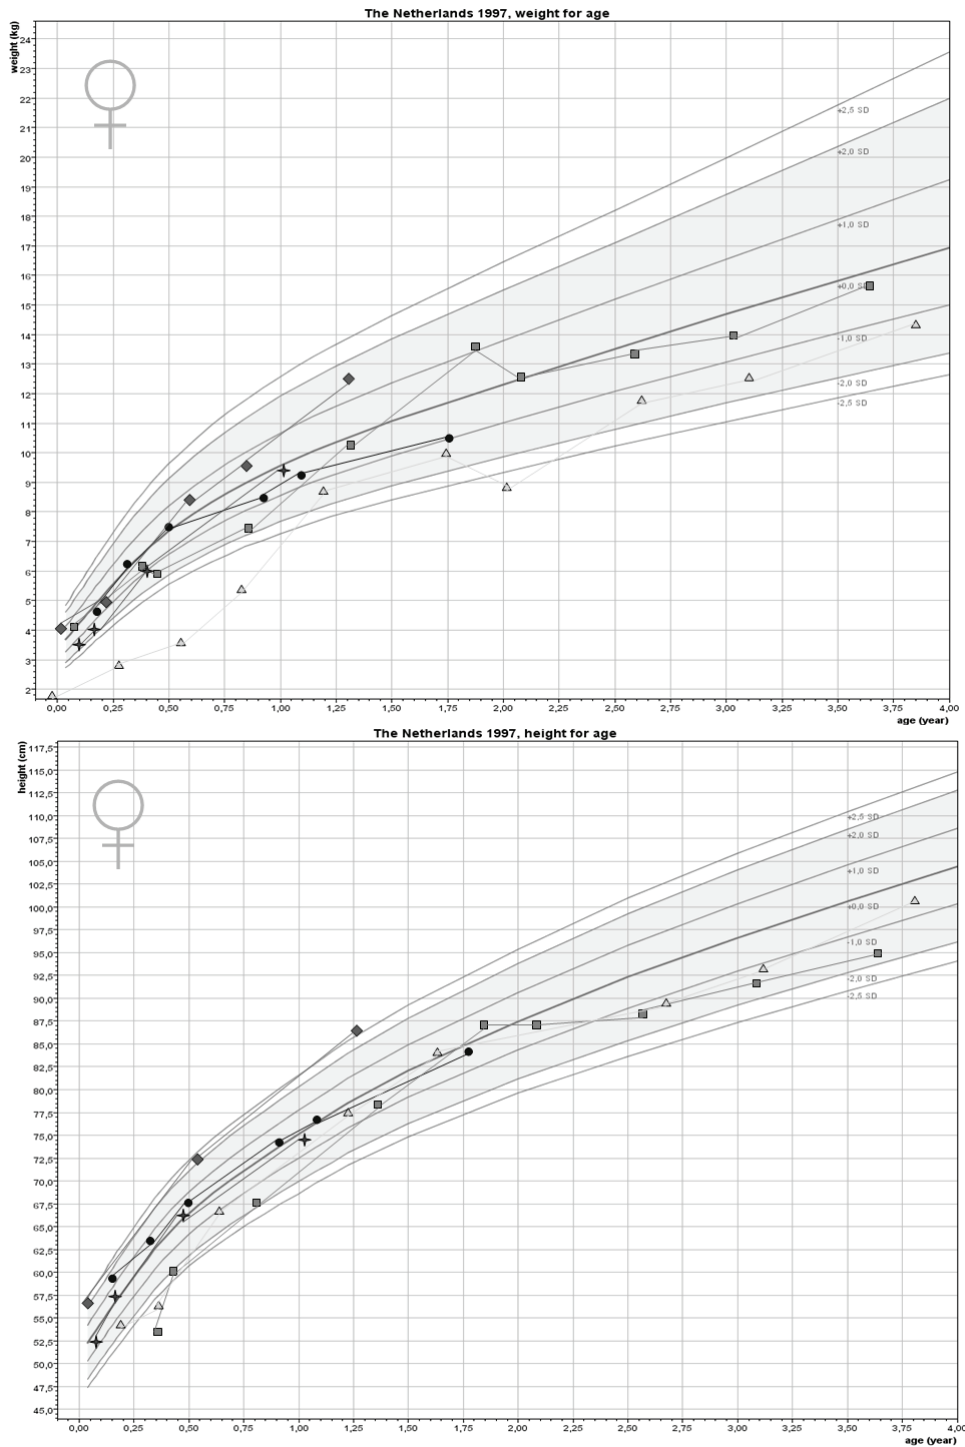 The Netherlands 1997, weight for age
weight (kg)
24
23
22
21
20
19
18
17
16
15
14
13
12
11
10
9
8
7
6
5
4
3
2
+2,5 SD
+2,0 SD
+1,0 SD
+0,0 S
-1,0 SD
-2,0 SD
-2,5 SD
0,00 0,25 0,50 0,75 1,00 1,25 1,50 1,75 2,00 2,25 2,50 2,75 3,00 3,25 3,50 3,75 4,00
age (year)
The Netherlands 1997, height for age
height (cm)
117,5
115,0
112,5
110,0
107,5
105,0
102,5
100,0
97,5
95,0
92,5
90,0
87,5
85,0
82,5
80,0
77,5
75,0
72,5
70,0
67,5
65,0
62,5
60,0
57,5
55,0
52,5
50,0
47,5
45,0
+2,5 SD
+2,0 SD
+1,0 SD
+0,0 SD
-1,0 SD
-2,0 SD
-2,5 SD
0,00 0,25 0,50 0,75 1,00 1,25 1,50 1,75 2,00 2,25 2,50 2,75 3,00 3,25 3,50 3,75 4,00
age (year)